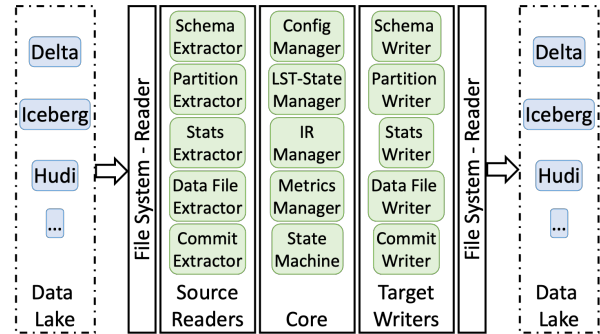 Delta
Iceberg
Hudi
...
Data
Lake
File System - Reader
Schema
Extractor
Partition
Extractor
Stats
Extractor
Data File
Extractor
Commit
Extractor
Source
Readers
Config
Manager
LST-State
Manager
IR
Manager
Metrics
Manager
State
Machine
Core
Schema
Writer
Partition
Writer
Stats
Writer
Data File
Writer
Commit
Writer
Target
Writers
File System - Reader
Delta
Iceberg
Hudi
...
Data
Lake